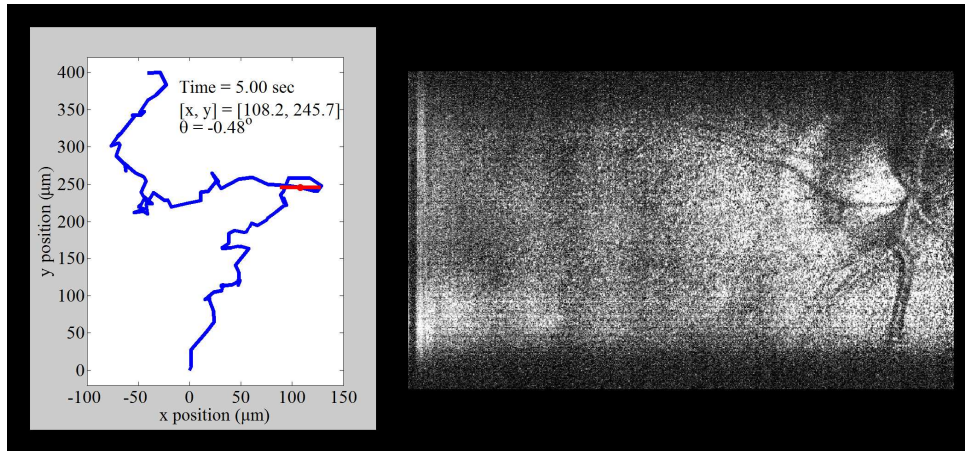 Time = 5.00 sec
[x, y] = [108.2, 245.7]
θ = -0.48°
400
350
300
250
200
150
100
50
0
y position (μm)
-100 -50 0 50 100 150
x position (μm)